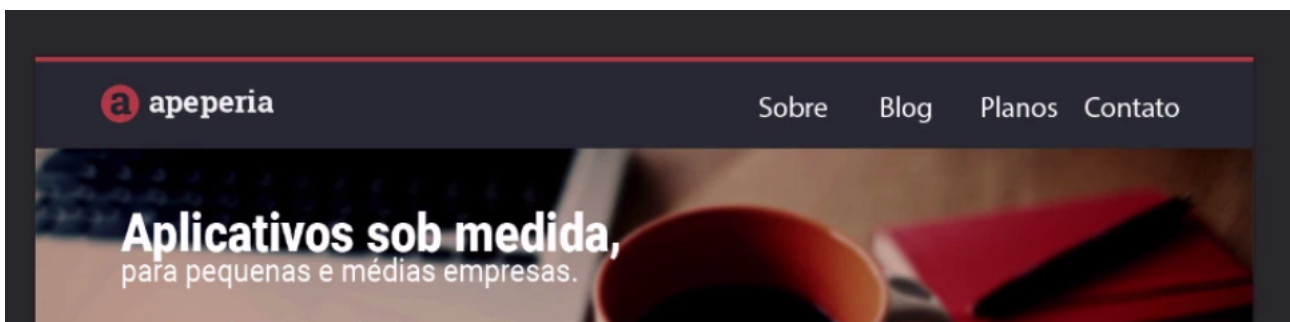 a apeperia
Sobre Blog Planos Contato
Aplicativos sob medida,
para pequenas e médias empresas.